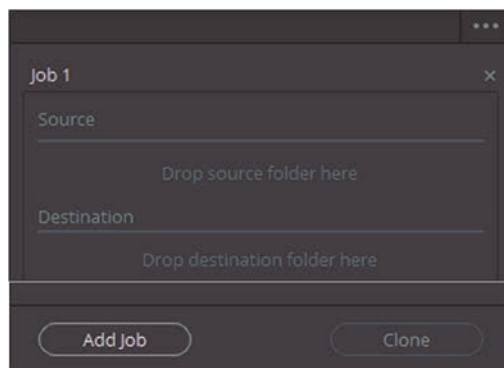 Job 1
Source
Drop source folder here
Destination
Drop destination folder here
Add Job
Clone